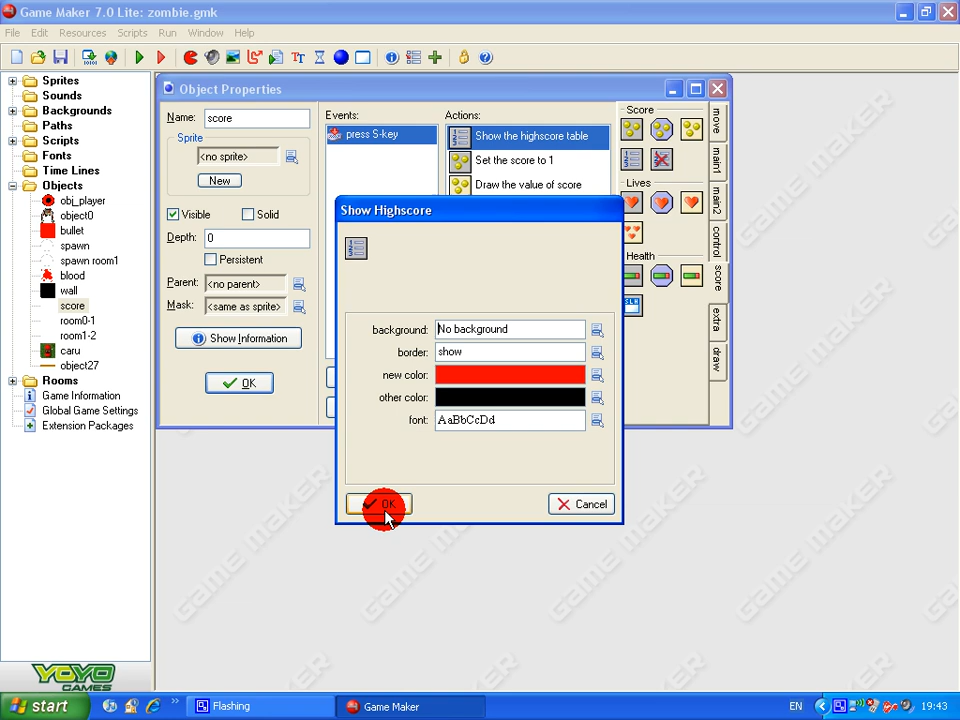 Game Maker 7.0 Lite: zombie.gmk
File Edit Resources Scripts Run Window Help
Sprites
Sounds
Backgrounds
Paths
Scripts
Fonts
Time Lines
Objects
obj_player
object0
bullet
spawn
spawn room1
blood
wall
score
room0-1
room1-2
caru
object27
Rooms
Game Information
Global Game Settings
Extension Packages
YOYO
GAMES
Object Properties
Name: score
Sprite
<no sprite>
New
Visible Solid
Depth: 0
Persistent
Parent: <no parent>
Mask: <same as sprite>
Show Information
OK
Events:
press S-key
Actions:
Show the highscore table
Set the score to 1
Draw the value of score
Score
Lives
Health
move
main1
main2
control
score
extra
draw
Show Highscore
background: No background
border: show
new color:
other color:
font: AaBbCcDd
OK
Cancel
GAME MAKER
start
Flashing
Game Maker
EN
19:43